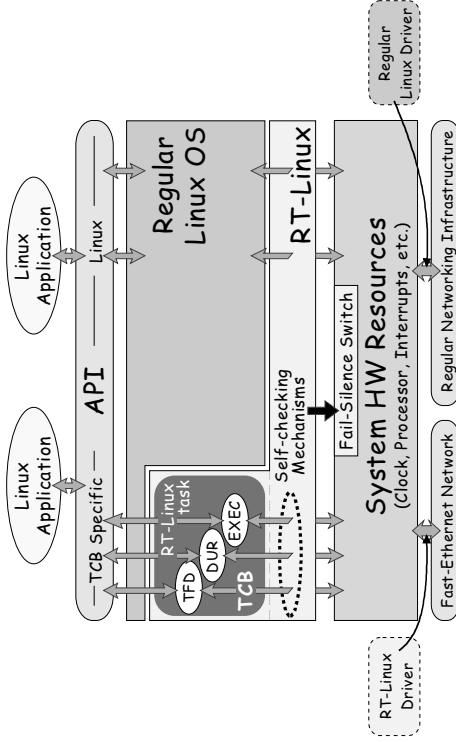 Linux
Application
Linux
Application
TCB Specific
API
Linux
RT-Linux
task
TFD
DUR
EXEC
TCB
Regular
Linux OS
Self-checking
Mechanisms
RT-Linux
Fail-Silence Switch
System HW Resources
(Clock, Processor, Interrupts, etc.)
RT-Linux
Driver
Regular
Linux Driver
Fast-Ethernet Network
Regular Networking Infrastructure